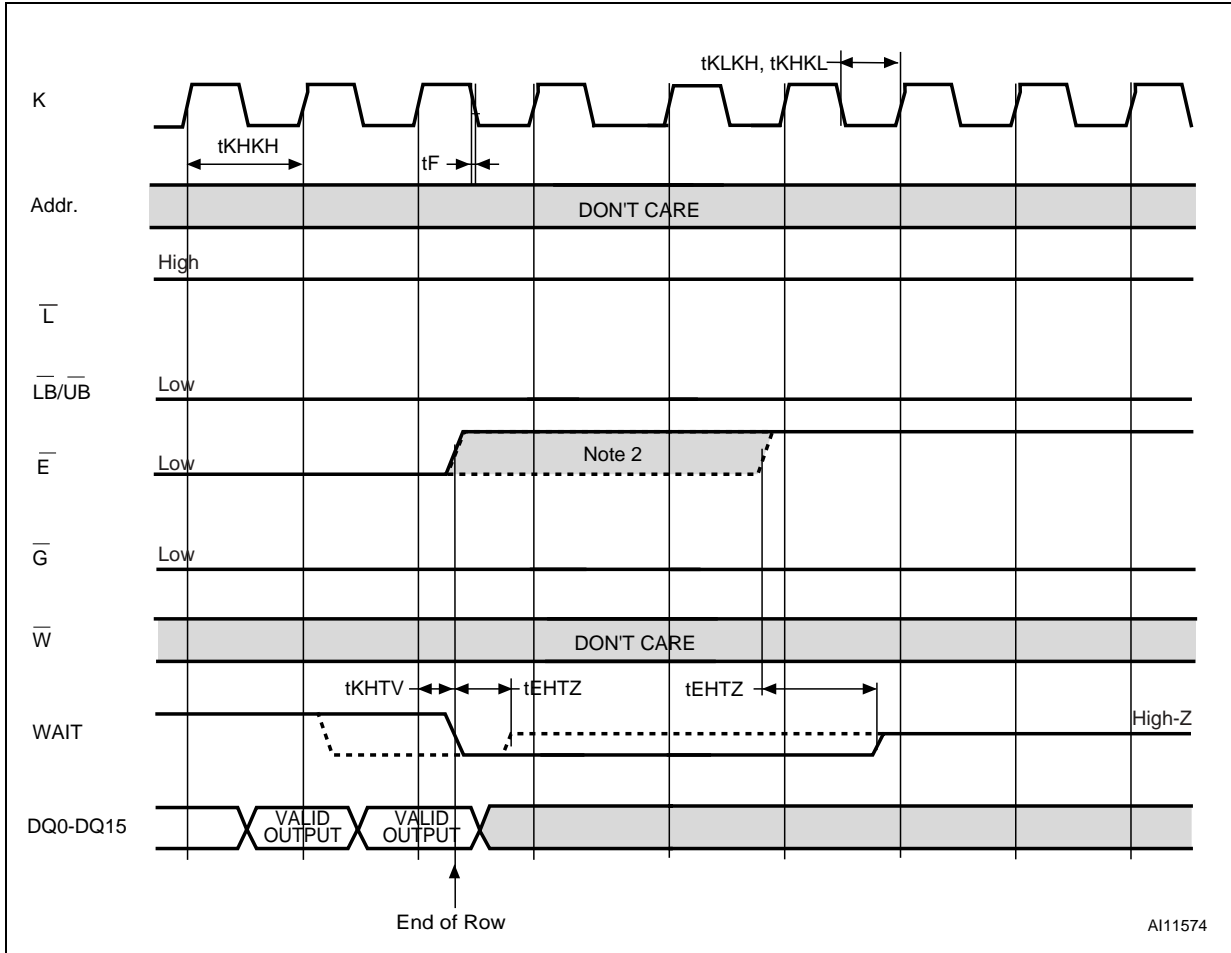 tKLKH, tKHKL
K
tKHKH
tF
Addr.
DON'T CARE
High
L
LB/UB
Low
E
Low
Note 2
G
Low
W
DON'T CARE
tKHTV
tEHTZ
tEHTZ
WAIT
High-Z
DQ0-DQ15
VALID
OUTPUT
VALID
OUTPUT
End of Row
AI11574